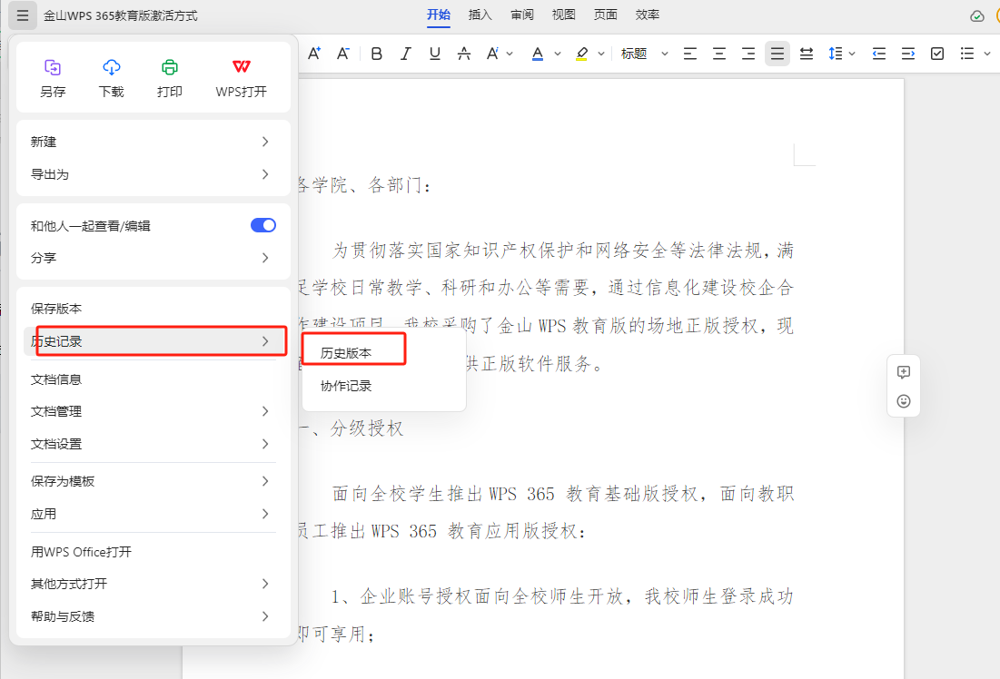 金山WPS 365教育版激活方式
开始 插入 审阅 视图 页面 效率
标题
另存 下载 打印 WPS打开
新建
导出为
和他人一起查看/编辑
分享
保存版本
历史记录
文档信息
文档管理
文档设置
保存为模板
应用
用WPS Office打开
其他方式打开
帮助与反馈
历史版本
协作记录
各学院、各部门：
为贯彻落实国家知识产权保护和网络安全等法律法规，满
足学校日常教学、科研和办公等需要，通过信息化建设校企合
作建设项目，我校采购了金山 WPS 教育版的场地正版授权，现
供正版软件服务。
一、分级授权
面向全校学生推出 WPS 365 教育基础版授权，面向教职
员工推出 WPS 365 教育应用版授权：
1、企业账号授权面向全校师生开放，我校师生登录成功
即可享用；